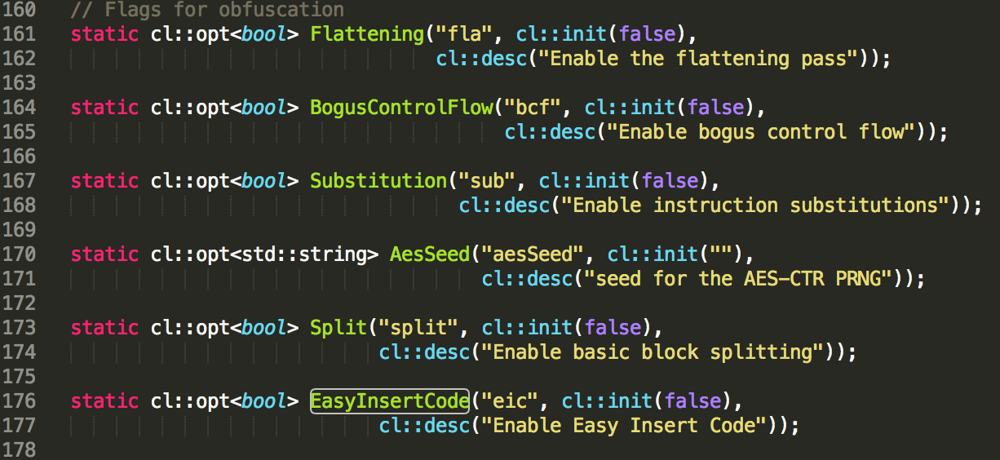 160 // Flags for obfuscation
161 static cl::opt<bool> Flattening("fla", cl::init(false),
162 cl::desc("Enable the flattening pass"));
163
164 static cl::opt<bool> BogusControlFlow("bcf", cl::init(false),
165 cl::desc("Enable bogus control flow"));
166
167 static cl::opt<bool> Substitution("sub", cl::init(false),
168 cl::desc("Enable instruction substitutions"));
169
170 static cl::opt<std::string> AesSeed("aesSeed", cl::init(""),
171 cl::desc("seed for the AES-CTR PRNG"));
172
173 static cl::opt<bool> Split("split", cl::init(false),
174 cl::desc("Enable basic block splitting"));
175
176 static cl::opt<bool> EasyInsertCode("eic", cl::init(false),
177 cl::desc("Enable Easy Insert Code"));
178